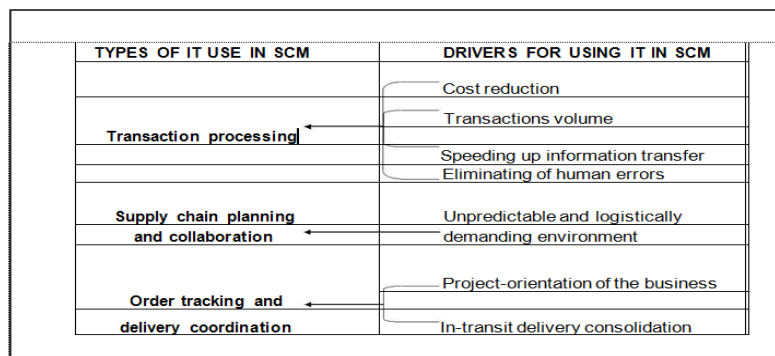 TYPES OF IT USE IN SCM
DRIVERS FOR USING IT IN SCM
Cost reduction
Transactions volume
Transaction processing
Speeding up information transfer
Eliminating of human errors
Supply chain planning
and collaboration
Unpredictable and logistically
demanding environment
Project-orientation of the business
Order tracking and
delivery coordination
In-transit delivery consolidation